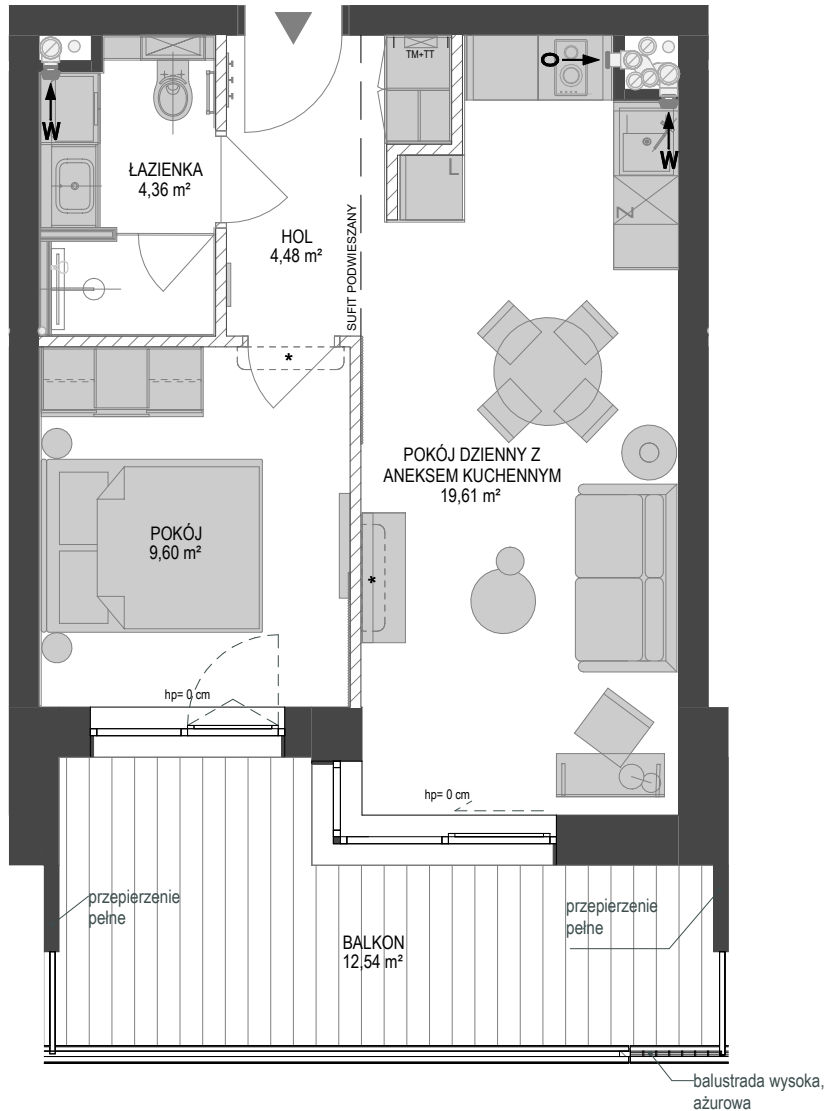 TM+TT
O
W
W
ŁAZIENKA
4,36 m²
L
HOL
4,48 m²
SUFIT PODWIESZANY
Z
*
POKÓJ DZIENNY Z
ANEKSEM KUCHENNYM
19,61 m²
POKÓJ
9,60 m²
*
hp= 0 cm
hp= 0 cm
przepierzenie
pełne
przepierzenie
pełne
BALKON
12,54 m²
balustrada wysoka,
ażurowa